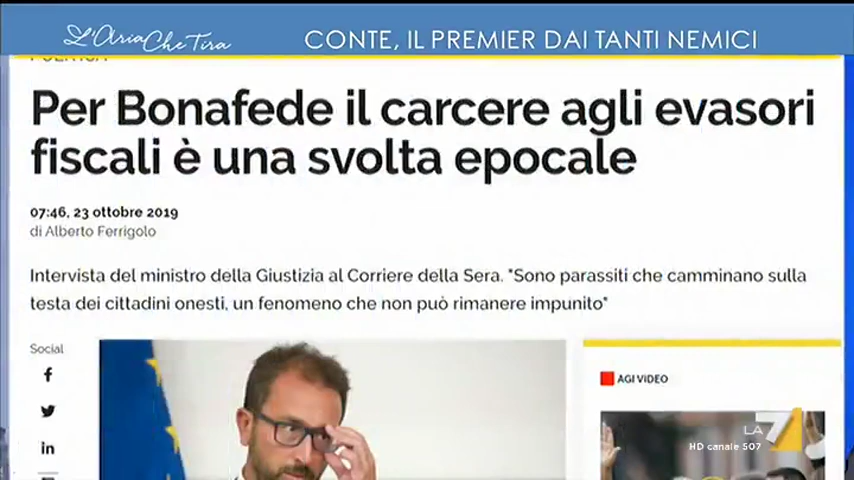 L'Aria Che Tira
CONTE, IL PREMIER DAI TANTI NEMICI
Per Bonafede il carcere agli evasori
fiscali è una svolta epocale
07:46, 23 ottobre 2019
di Alberto Ferrigolo
Intervista del ministro della Giustizia al Corriere della Sera. "Sono parassiti che camminano sulla
testa dei cittadini onesti, un fenomeno che non può rimanere impunito"
Social
AGI VIDEO
LA 7
HD canale 507